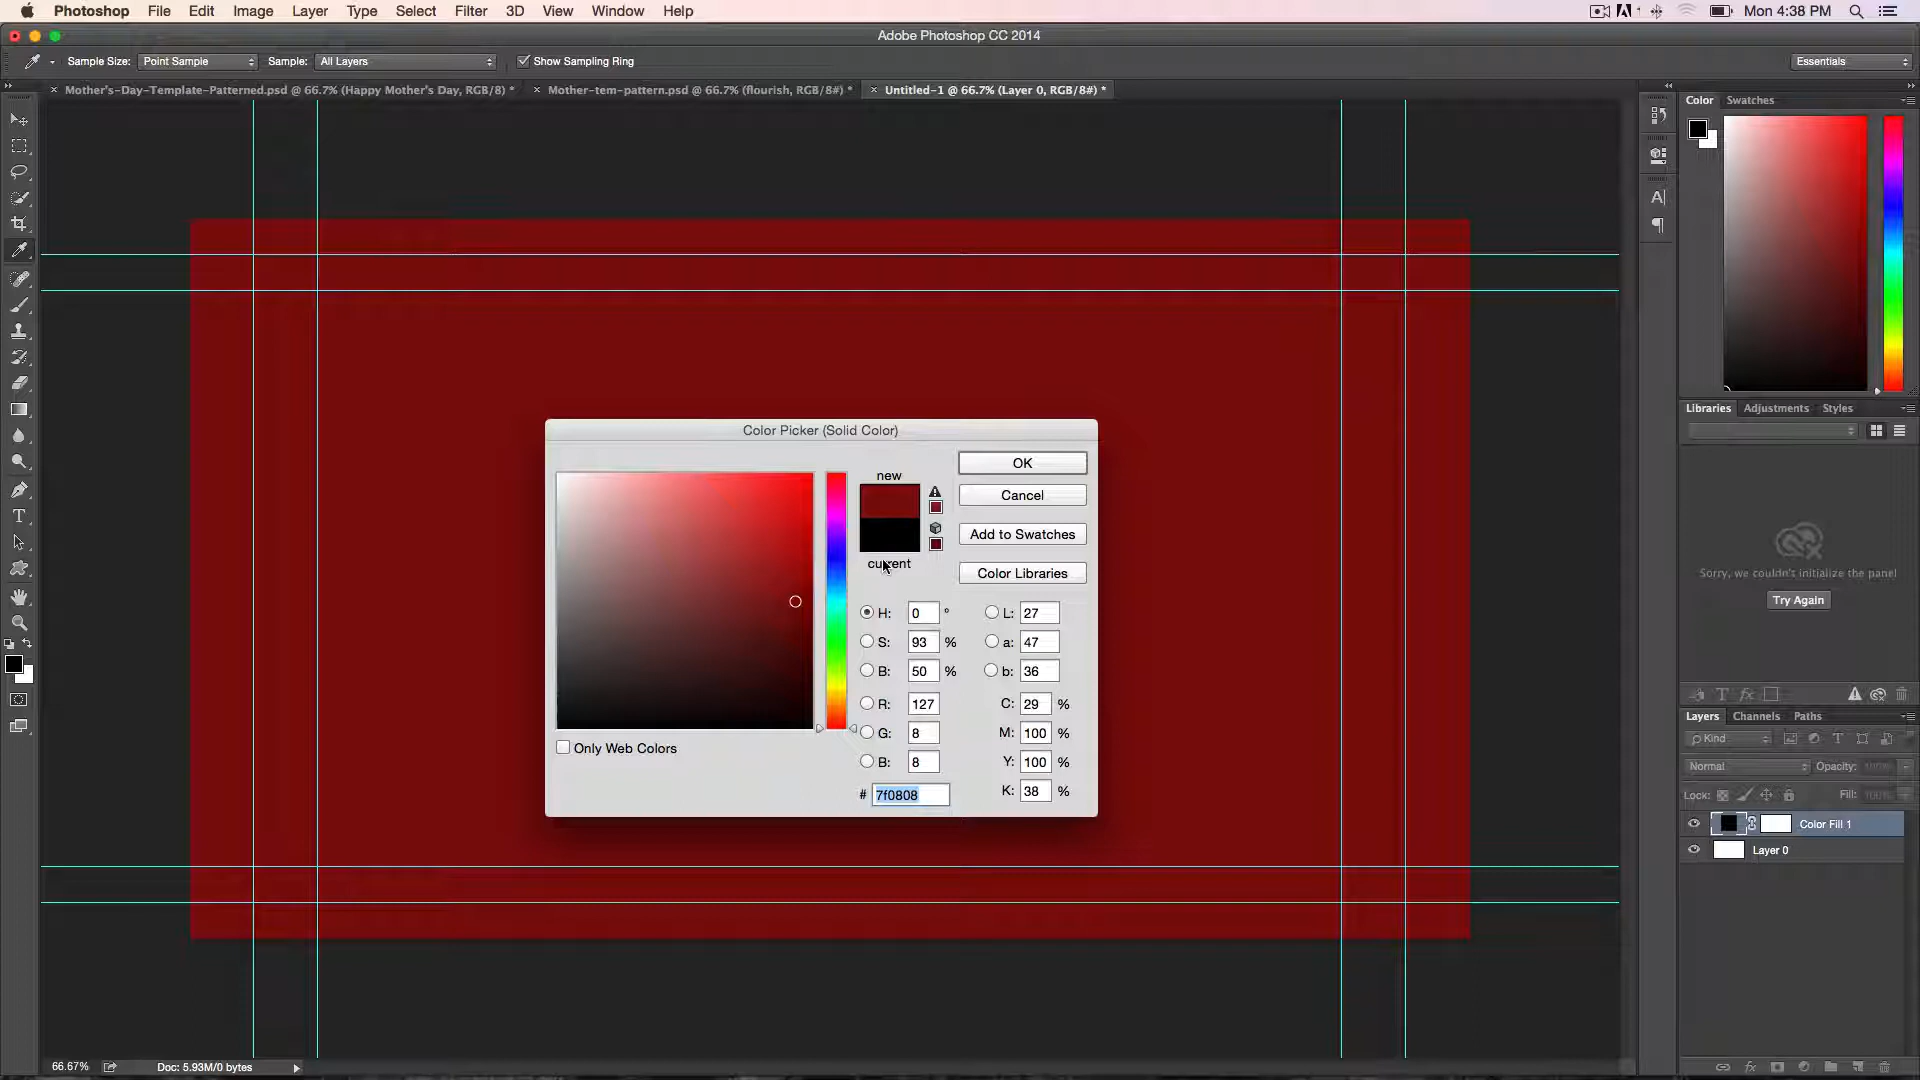 Photoshop File Edit Image Layer Type Select Filter 3D View Window Help Mon 4:38 PM
Adobe Photoshop CC 2014
Sample Size: Point Sample Sample: All Layers Show Sampling Ring Essentials
Mother's-Day-Template-Patterned.psd @ 66.7% (Happy Mother's Day, RGB/8) * Mother-tem-pattern.psd @ 66.7% (flourish, RGB/8#) * Untitled-1 @ 66.7% (Layer 0, RGB/8#) *
Color Swatches
Color Picker (Solid Color)
new
current
OK
Cancel
Add to Swatches
Color Libraries
H: 0 ° L: 27
S: 93 % a: 47
B: 50 % b: 36
R: 127 C: 29 %
G: 8 M: 100 %
B: 8 Y: 100 %
# 7f0808 K: 38 %
Only Web Colors
Libraries Adjustments Styles
Sorry, we couldn't initialize the panel
Try Again
Layers Channels Paths
Kind
Normal Opacity: 100%
Lock: Fill: 100%
Color Fill 1
Layer 0
66.67% Doc: 5.93M/0 bytes